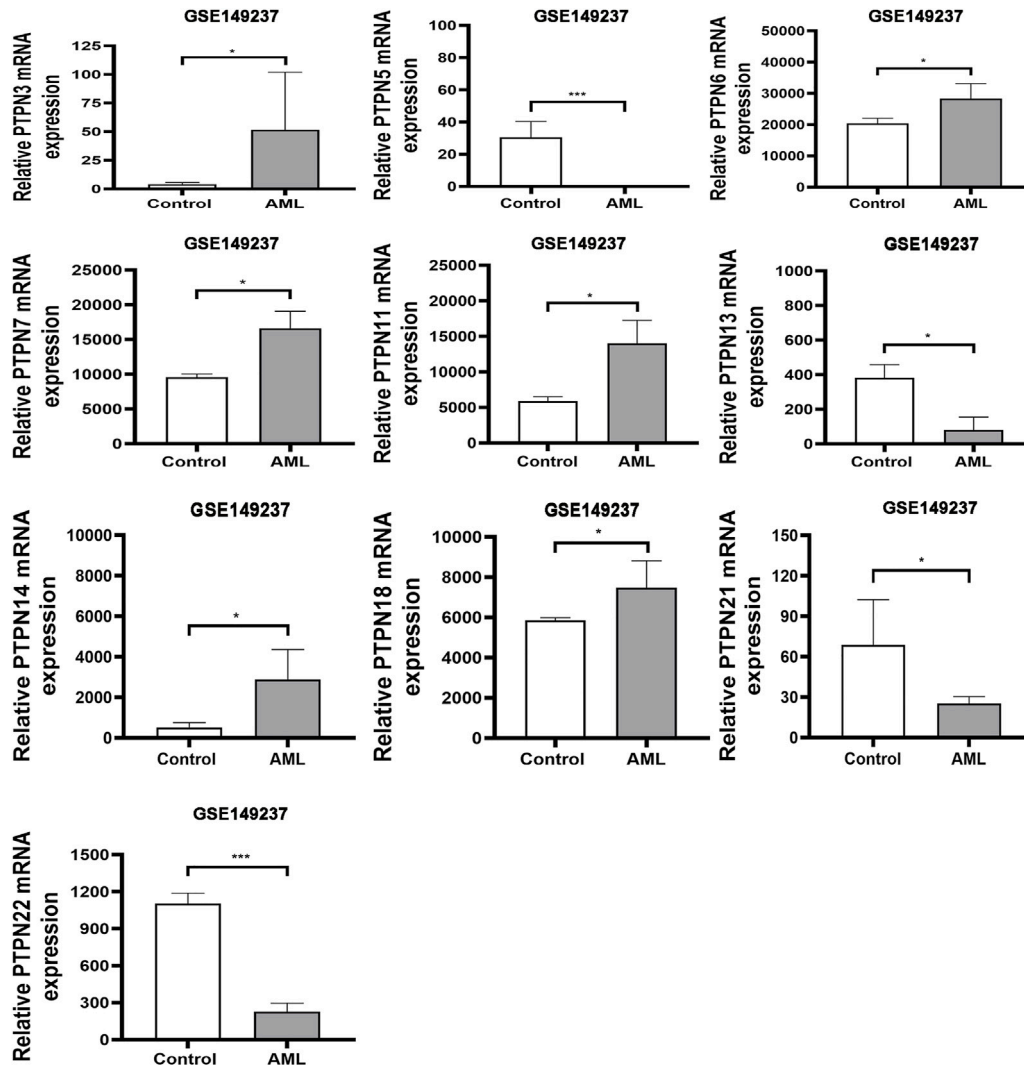 GSE149237
Relative PTPN3 mRNA
expression
125
100
75
50
25
0
*
Control
AML
GSE149237
Relative PTPN5 mRNA
expression
100
80
60
40
20
0
***
Control
AML
GSE149237
Relative PTPN6 mRNA
expression
50000
40000
30000
20000
10000
0
*
Control
AML
GSE149237
Relative PTPN7 mRNA
expression
25000
20000
15000
10000
5000
0
*
Control
AML
GSE149237
Relative PTPN11 mRNA
expression
25000
20000
15000
10000
5000
0
*
Control
AML
GSE149237
Relative PTPN13 mRNA
expression
1000
800
600
400
200
0
*
Control
AML
GSE149237
Relative PTPN14 mRNA
expression
10000
8000
6000
4000
2000
0
*
Control
AML
GSE149237
Relative PTPN18 mRNA
expression
10000
8000
6000
4000
2000
0
*
Control
AML
GSE149237
Relative PTPN21 mRNA
expression
150
120
90
60
30
0
*
Control
AML
GSE149237
Relative PTPN22 mRNA
expression
1500
1200
900
600
300
0
***
Control
AML